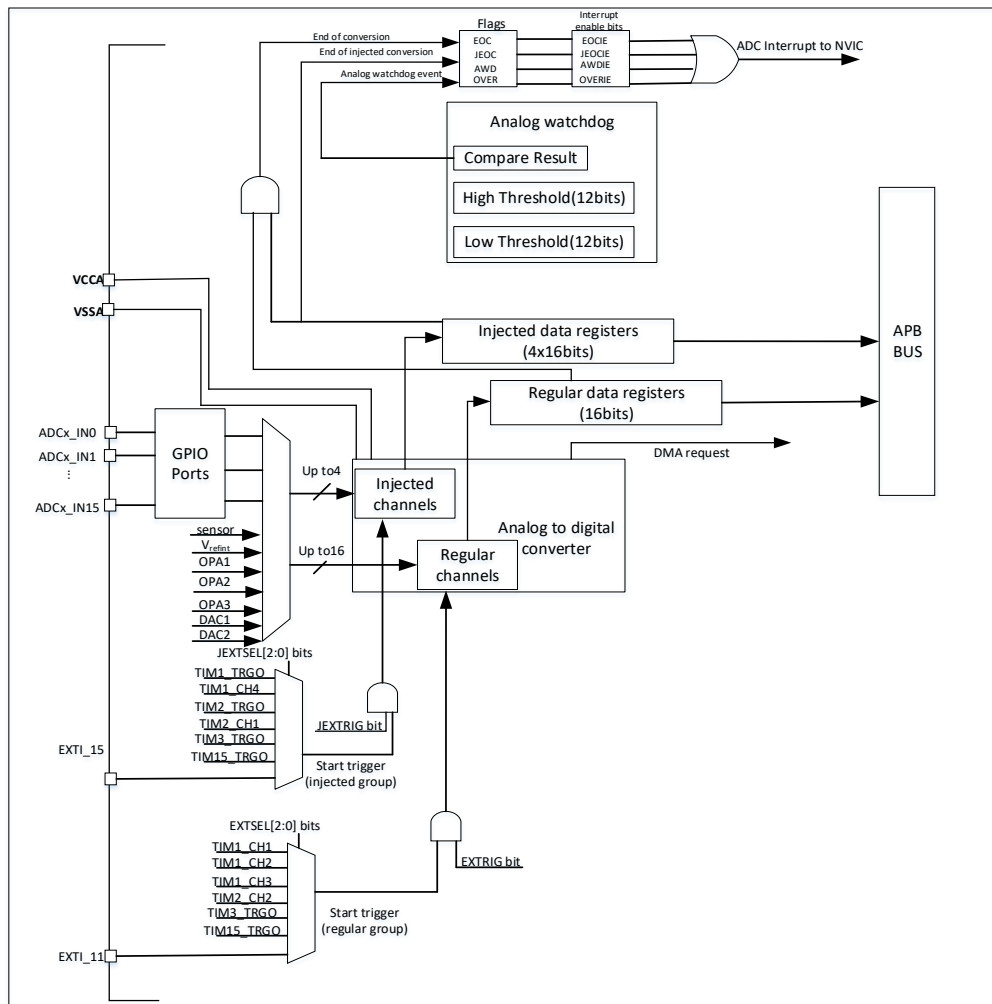 Flags
Interrupt
enable bits
End of conversion
EOC
EOCIE
ADC Interrupt to NVIC
End of injected conversion
JEOC
JEOCIE
AWD
AWDIE
Analog watchdog event
OVER
OVERIE
Analog watchdog
Compare Result
High Threshold(12bits)
Low Threshold(12bits)
VCCA
VSSA
Injected data registers
(4x16bits)
APB
BUS
Regular data registers
(16bits)
ADCx_IN0
ADCx_IN1
⋮
ADCx_IN15
GPIO
Ports
DMA request
Up to4
Injected
channels
Analog to digital
converter
sensor
Vrefint
OPA1
OPA2
OPA3
DAC1
DAC2
Up to16
Regular
channels
JEXTSEL[2:0] bits
TIM1_TRGO
TIM1_CH4
TIM2_TRGO
TIM2_CH1
TIM3_TRGO
TIM15_TRGO
JEXTRIG bit
EXTI_15
Start trigger
(injected group)
EXTSEL[2:0] bits
TIM1_CH1
TIM1_CH2
TIM1_CH3
TIM2_CH2
TIM3_TRGO
TIM15_TRGO
EXTRIG bit
Start trigger
(regular group)
EXTI_11